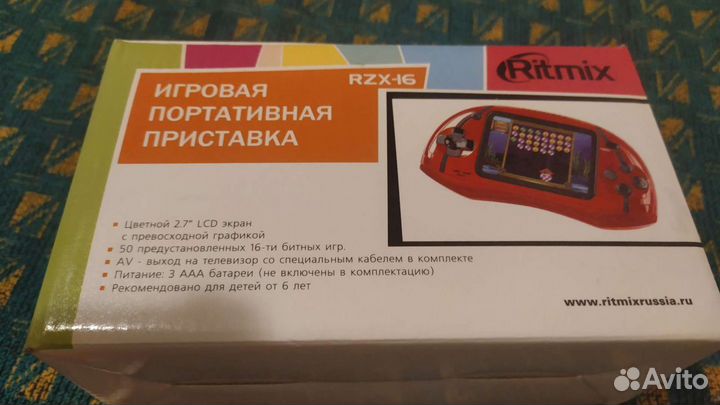 RZX-16
Ritmix
ИГРОВАЯ
ПОРТАТИВНАЯ
ПРИСТАВКА
Цветной 2.7" LCD экран
с превосходной графикой
50 предустановленных 16-ти битных игр.
AV - выход на телевизор со специальным кабелем в комплекте
Питание: 3 AAA батареи (не включены в комплектацию)
Рекомендовано для детей от 6 лет
www.ritmixrussia.ru
Avito